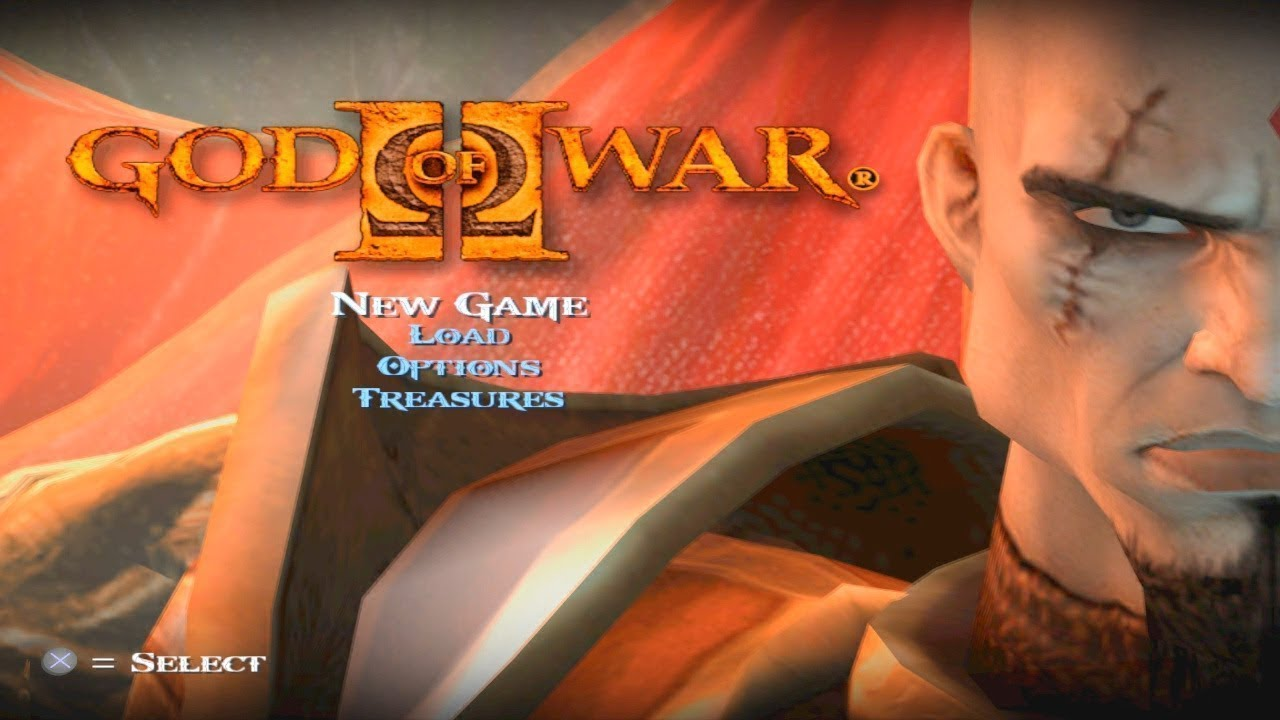 GOD OF WAR®
II
NEW GAME
LOAD
OPTIONS
TREASURES
= SELECT